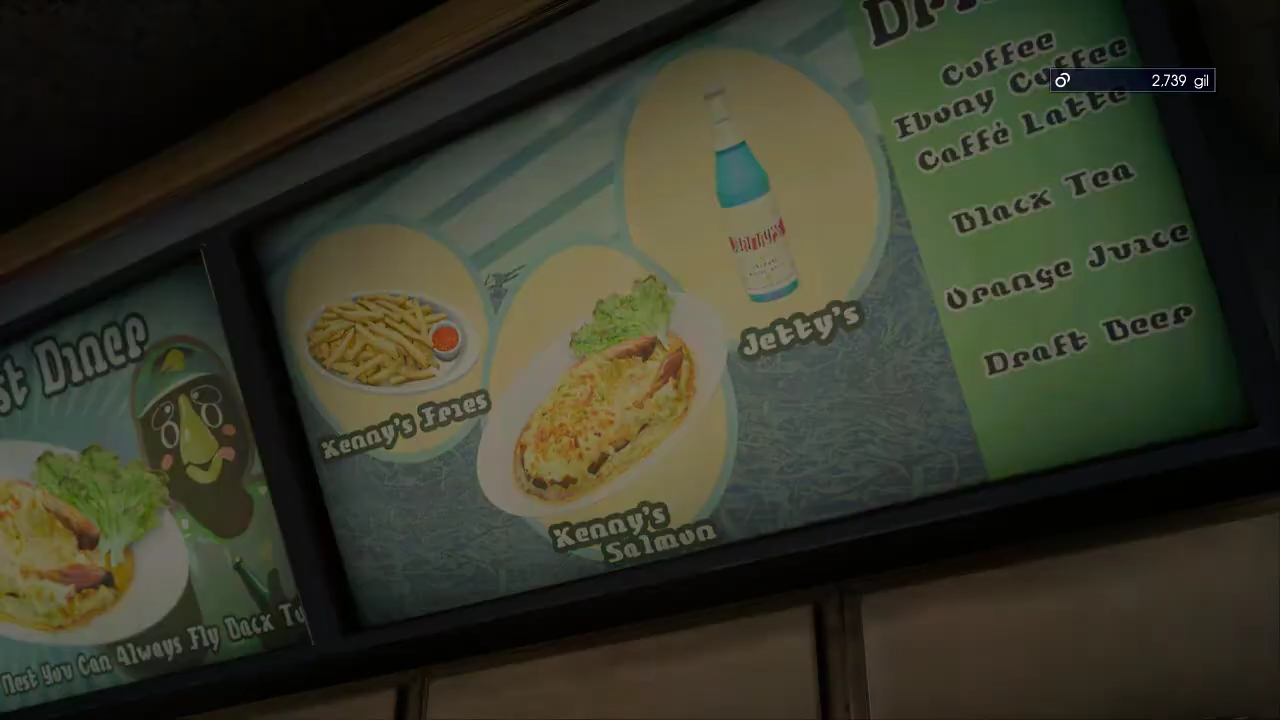 st Diner
Nest You Can Always Fly Back To
Kenny's Fries
Kenny's
Salmon
Jetty's
JETTY'S
Coffee
Ebony Coffee
Caffè Latte
Black Tea
Orange Juice
Draft Beer
2,739 gil